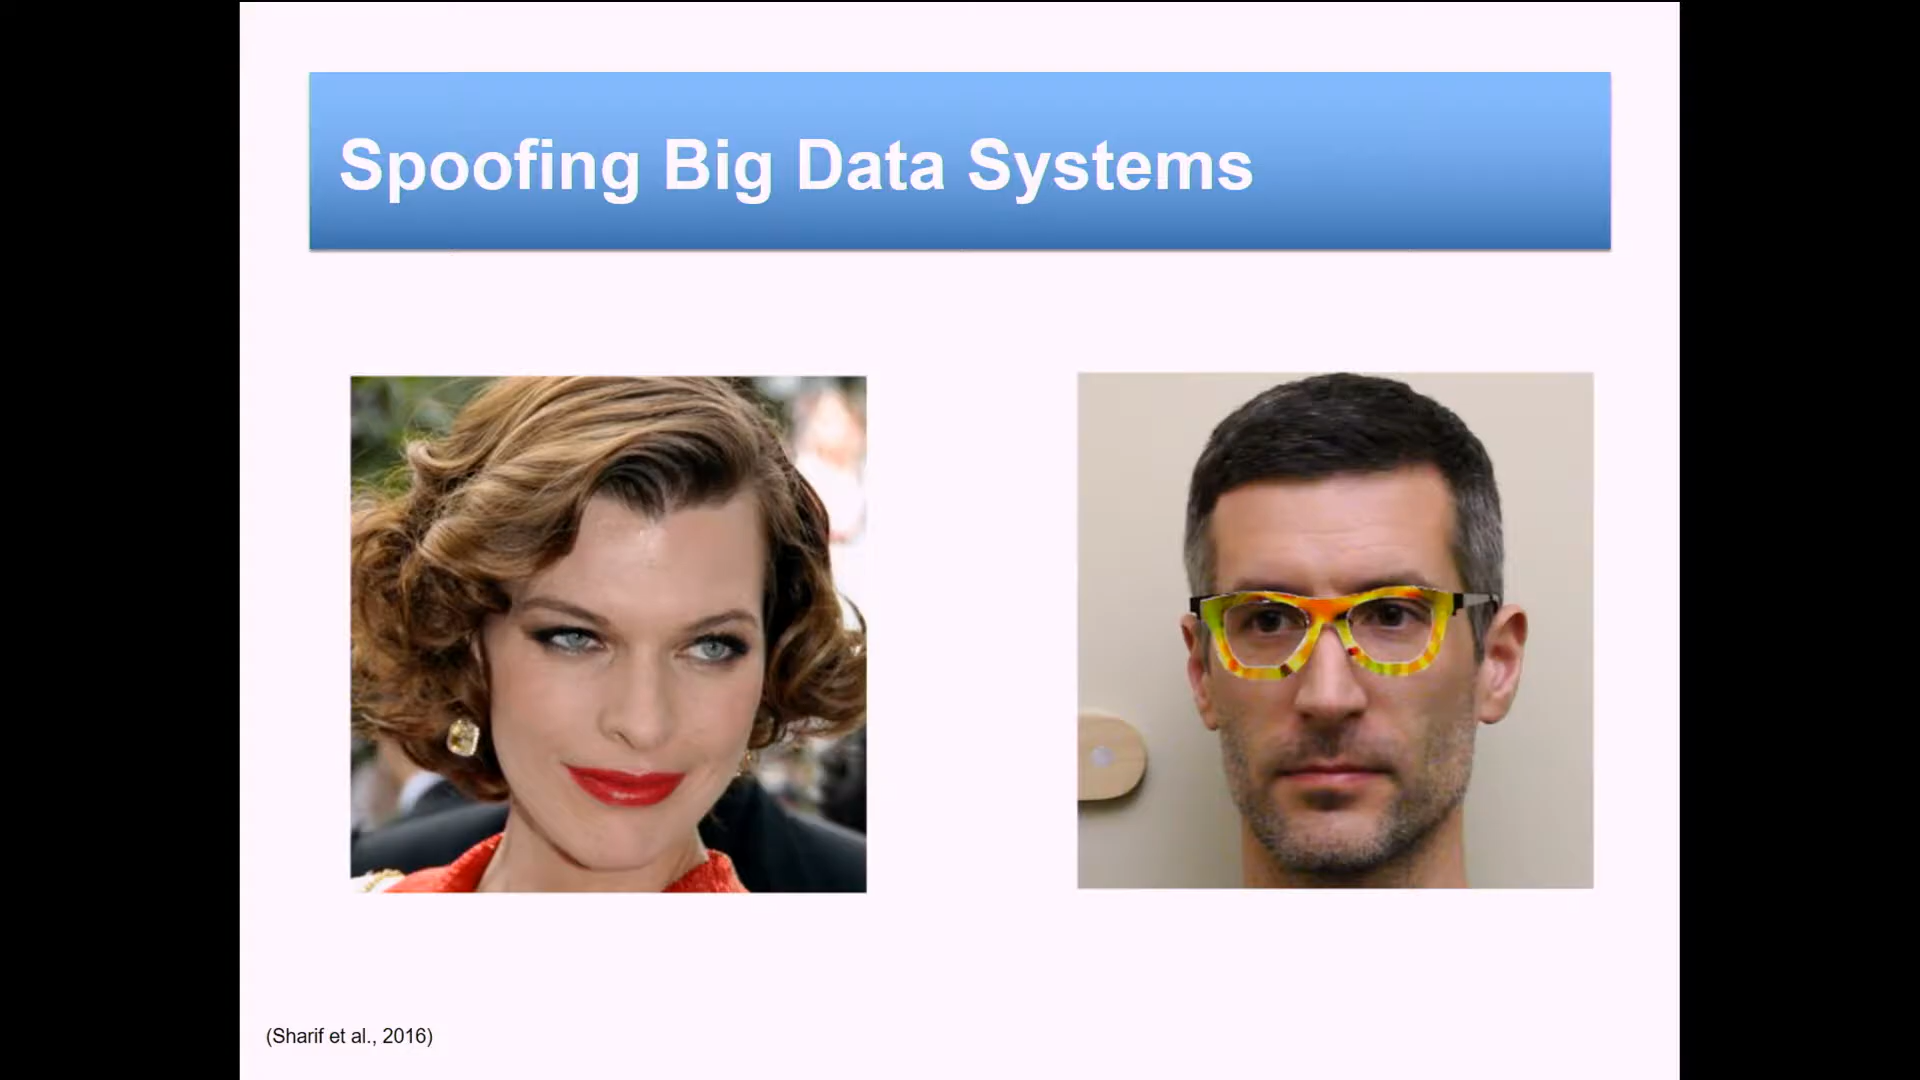 Spoofing Big Data Systems
(Sharif et al., 2016)